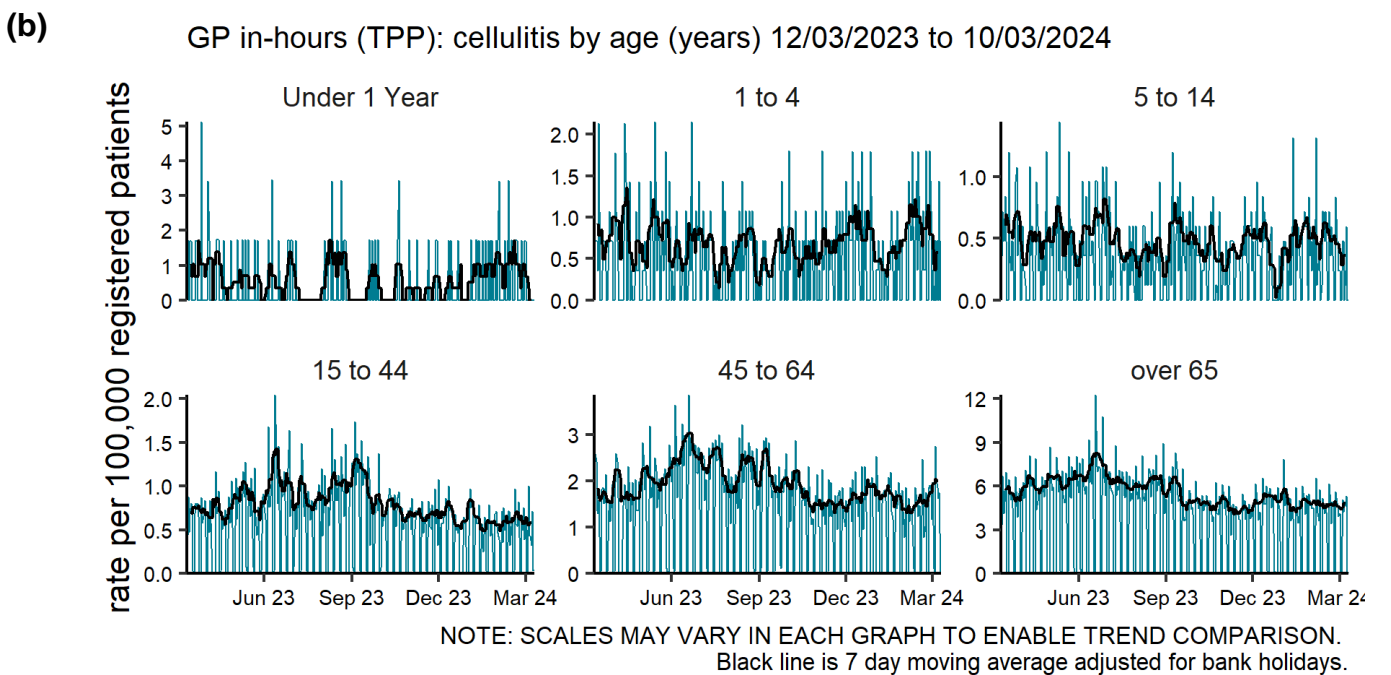 (b)
GP in-hours (TPP): cellulitis by age (years) 12/03/2023 to 10/03/2024
rate per 100,000 registered patients
Under 1 Year
5
4
3
2
1
0
1 to 4
2.0
1.5
1.0
0.5
0.0
5 to 14
1.0
0.5
0.0
15 to 44
2.0
1.5
1.0
0.5
0.0
Jun 23 Sep 23 Dec 23 Mar 24
45 to 64
3
2
1
0
Jun 23 Sep 23 Dec 23 Mar 24
over 65
12
9
6
3
0
Jun 23 Sep 23 Dec 23 Mar 24
NOTE: SCALES MAY VARY IN EACH GRAPH TO ENABLE TREND COMPARISON.
Black line is 7 day moving average adjusted for bank holidays.